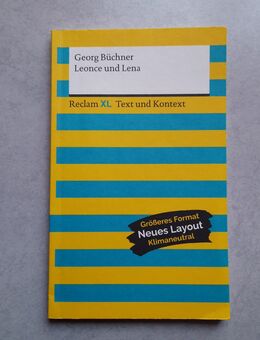 Georg Büchner
Leonce und Lena
Reclam XL Text und Kontext
Größeres Format
Neues Layout
Klimaneutral